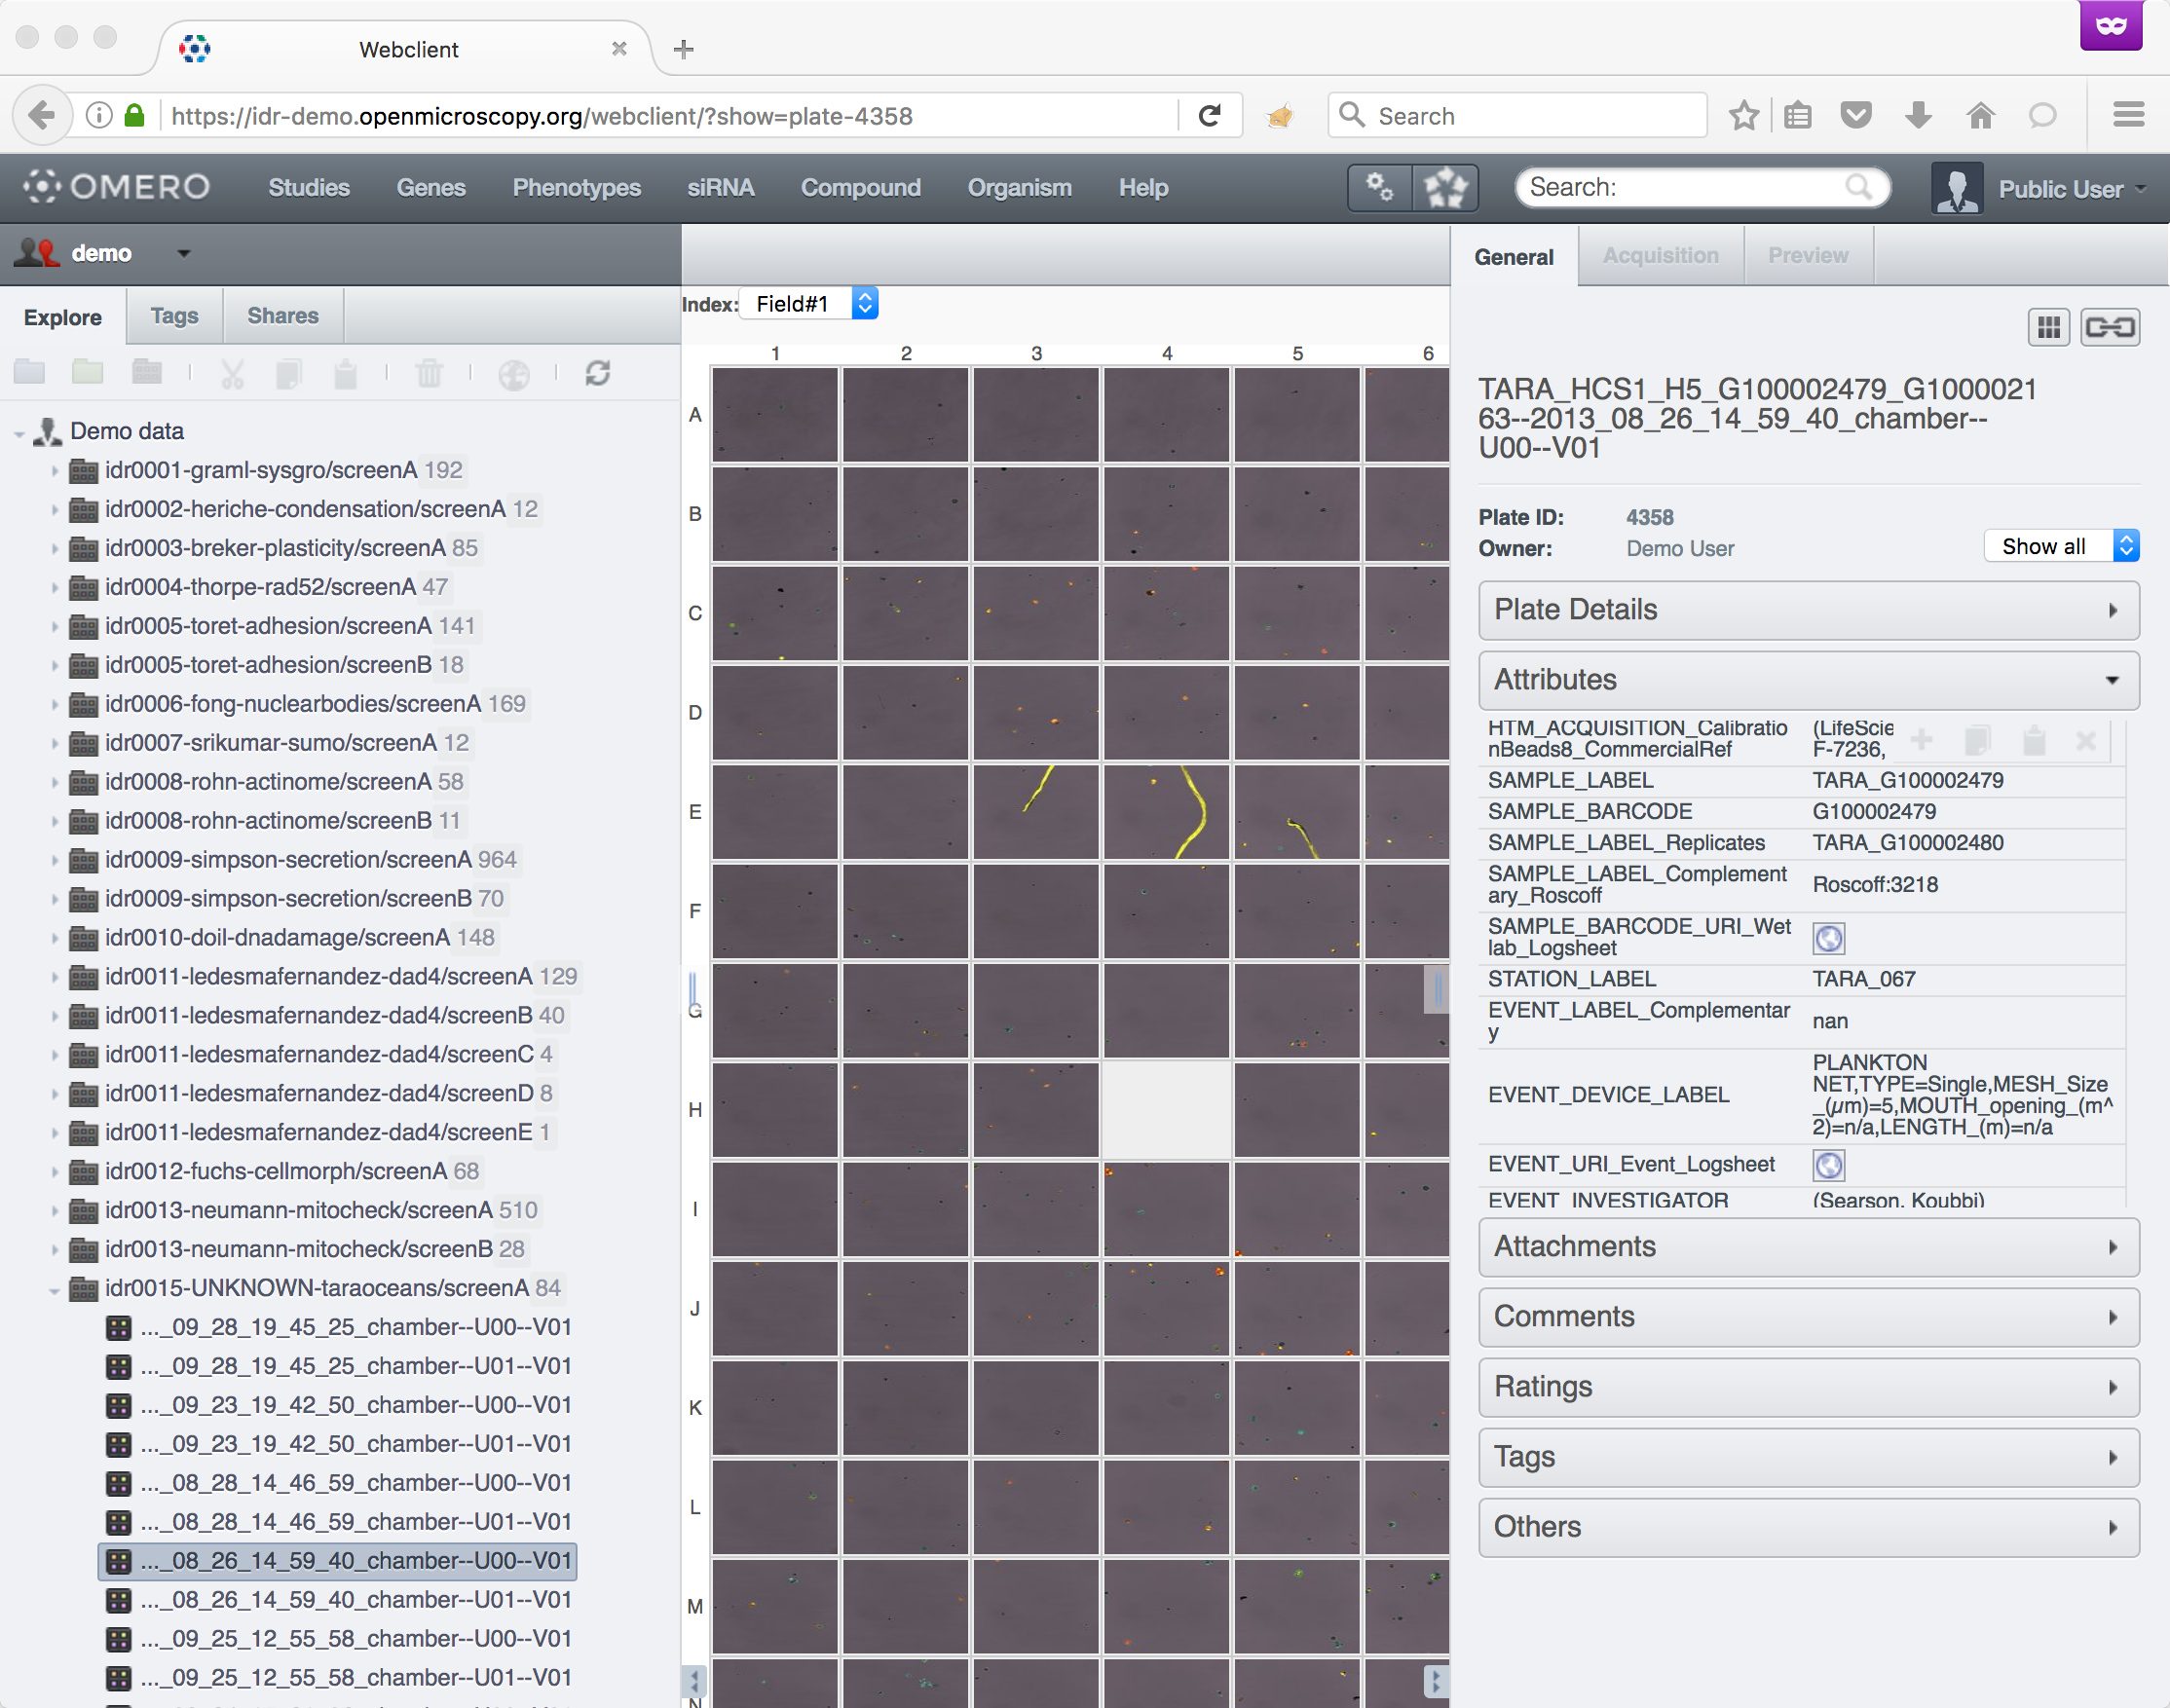 Webclient
https://idr-demo.openmicroscopy.org/webclient/?show=plate-4358
Search
OMERO
Studies
Genes
Phenotypes
siRNA
Compound
Organism
Help
Search:
Public User
demo
Explore
Tags
Shares
Demo data
idr0001-graml-sysgro/screenA 192
idr0002-heriche-condensation/screenA 12
idr0003-breker-plasticity/screenA 85
idr0004-thorpe-rad52/screenA 47
idr0005-toret-adhesion/screenA 141
idr0005-toret-adhesion/screenB 18
idr0006-fong-nuclearbodies/screenA 169
idr0007-srikumar-sumo/screenA 12
idr0008-rohn-actinome/screenA 58
idr0008-rohn-actinome/screenB 11
idr0009-simpson-secretion/screenA 964
idr0009-simpson-secretion/screenB 70
idr0010-doil-dnadamage/screenA 148
idr0011-ledesmafernandez-dad4/screenA 129
idr0011-ledesmafernandez-dad4/screenB 40
idr0011-ledesmafernandez-dad4/screenC 4
idr0011-ledesmafernandez-dad4/screenD 8
idr0011-ledesmafernandez-dad4/screenE 1
idr0012-fuchs-cellmorph/screenA 68
idr0013-neumann-mitocheck/screenA 510
idr0013-neumann-mitocheck/screenB 28
idr0015-UNKNOWN-taraoceans/screenA 84
..._09_28_19_45_25_chamber--U00--V01
..._09_28_19_45_25_chamber--U01--V01
..._09_23_19_42_50_chamber--U00--V01
..._09_23_19_42_50_chamber--U01--V01
..._08_28_14_46_59_chamber--U00--V01
..._08_28_14_46_59_chamber--U01--V01
..._08_26_14_59_40_chamber--U00--V01
..._08_26_14_59_40_chamber--U01--V01
..._09_25_12_55_58_chamber--U00--V01
..._09_25_12_55_58_chamber--U01--V01
Index: Field#1
1 2 3 4 5 6
A
B
C
D
E
F
G
H
I
J
K
L
M
N
General
Acquisition
Preview
TARA_HCS1_H5_G100002479_G1000021
63--2013_08_26_14_59_40_chamber--
U00--V01
Plate ID: 4358
Owner: Demo User
Show all
Plate Details
Attributes
HTM_ACQUISITION_Calibratio (LifeScie
nBeads8_CommercialRef F-7236,
SAMPLE_LABEL TARA_G100002479
SAMPLE_BARCODE G100002479
SAMPLE_LABEL_Replicates TARA_G100002480
SAMPLE_LABEL_Complement
ary_Roscoff Roscoff:3218
SAMPLE_BARCODE_URI_Wet
lab_Logsheet
STATION_LABEL TARA_067
EVENT_LABEL_Complementar
y nan
EVENT_DEVICE_LABEL PLANKTON
NET,TYPE=Single,MESH_Size
_(µm)=5,MOUTH_opening_(m^
2)=n/a,LENGTH_(m)=n/a
EVENT_URI_Event_Logsheet
EVENT_INVESTIGATOR (Searson, Koubbi)
Attachments
Comments
Ratings
Tags
Others